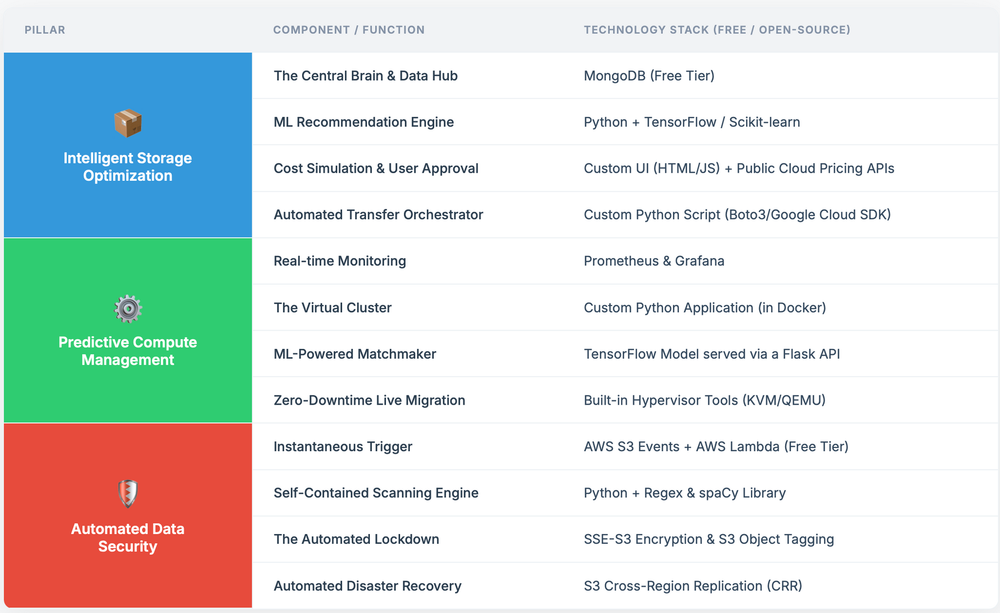 PILLAR
COMPONENT / FUNCTION
TECHNOLOGY STACK (FREE / OPEN-SOURCE)
Intelligent Storage
Optimization
The Central Brain & Data Hub
MongoDB (Free Tier)
ML Recommendation Engine
Python + TensorFlow / Scikit-learn
Cost Simulation & User Approval
Custom UI (HTML/JS) + Public Cloud Pricing APIs
Automated Transfer Orchestrator
Custom Python Script (Boto3/Google Cloud SDK)
Predictive Compute
Management
Real-time Monitoring
Prometheus & Grafana
The Virtual Cluster
Custom Python Application (in Docker)
ML-Powered Matchmaker
TensorFlow Model served via a Flask API
Zero-Downtime Live Migration
Built-in Hypervisor Tools (KVM/QEMU)
Automated Data
Security
Instantaneous Trigger
AWS S3 Events + AWS Lambda (Free Tier)
Self-Contained Scanning Engine
Python + Regex & spaCy Library
The Automated Lockdown
SSE-S3 Encryption & S3 Object Tagging
Automated Disaster Recovery
S3 Cross-Region Replication (CRR)